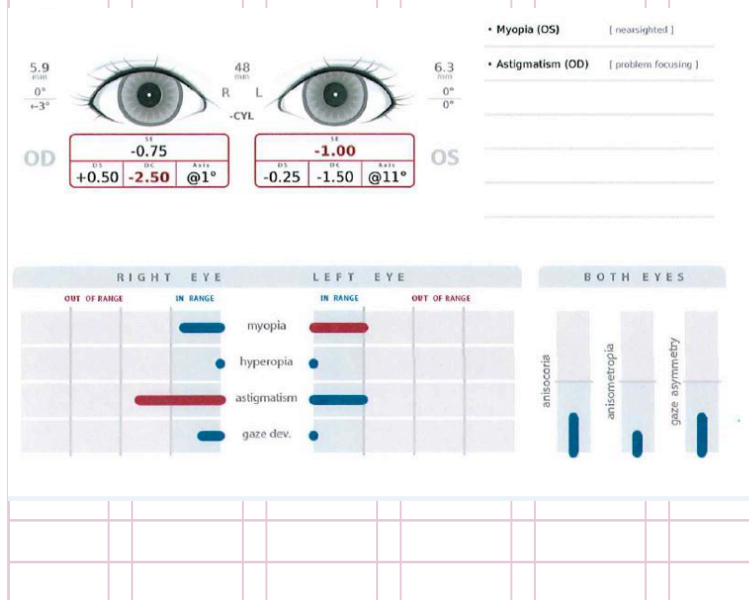 • Myopia (OS) [ nearsighted ]
• Astigmatism (OD) [ problem focusing ]
5.9
mm
0°
←3°
48
mm
R L
-CYL
6.3
mm
0°
0°
OD
SE
-0.75
DS DC Axis
+0.50 -2.50 @1°
SE
-1.00
DS DC Axis
-0.25 -1.50 @11°
OS
RIGHT EYE LEFT EYE
OUT OF RANGE IN RANGE IN RANGE OUT OF RANGE
myopia
hyperopia
astigmatism
gaze dev.
BOTH EYES
anisocoria
anisometropia
gaze asymmetry